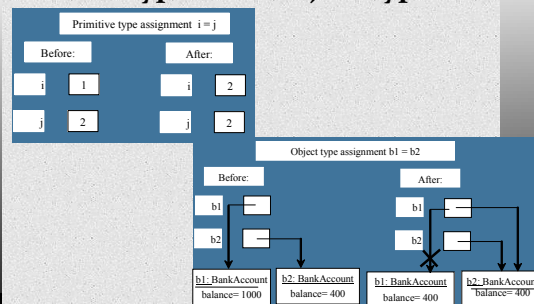 Primitive type assignment i = j
Before:
After:
i 1
i 2
j 2
j 2
Object type assignment b1 = b2
Before:
After:
b1
b1
b2
b2
b1: BankAccount
balance= 1000
b2: BankAccount
balance= 400
b1: BankAccount
balance= 400
b2: BankAccount
balance= 400